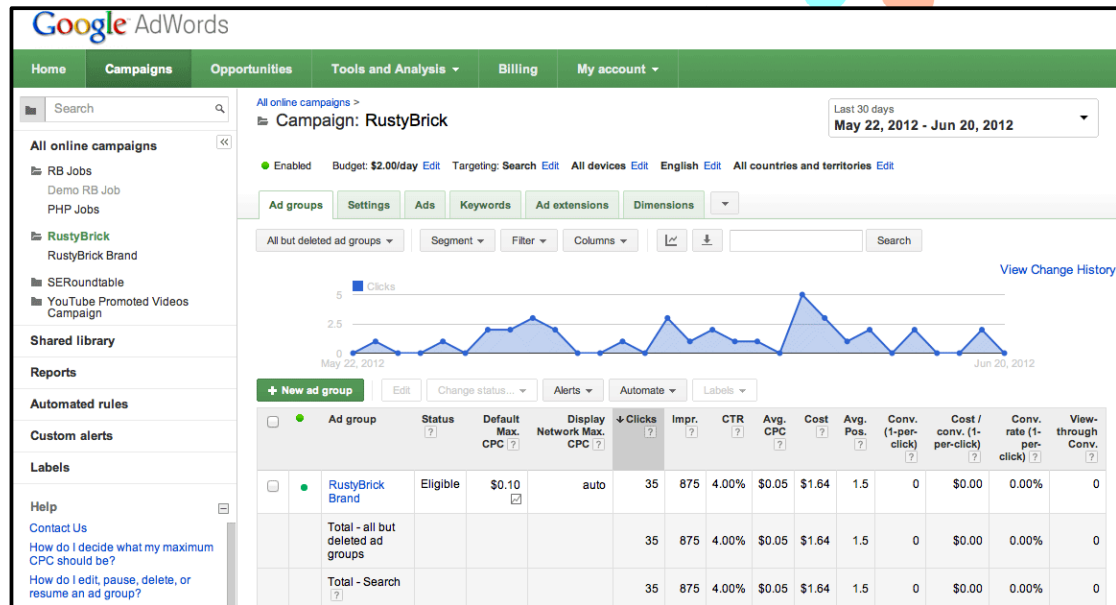 Google AdWords
Home Campaigns Opportunities Tools and Analysis Billing My account
Search
All online campaigns
RB Jobs
Demo RB Job
PHP Jobs
RustyBrick
RustyBrick Brand
SERoundtable
YouTube Promoted Videos
Campaign
Shared library
Reports
Automated rules
Custom alerts
Labels
Help
Contact Us
How do I decide what my maximum
CPC should be?
How do I edit, pause, delete, or
resume an ad group?
All online campaigns >
Campaign: RustyBrick
Last 30 days
May 22, 2012 - Jun 20, 2012
Enabled Budget: $2.00/day Edit Targeting: Search Edit All devices Edit English Edit All countries and territories Edit
Ad groups Settings Ads Keywords Ad extensions Dimensions
All but deleted ad groups Segment Filter Columns Search
View Change History
Clicks
5
2.5
0
May 22, 2012 Jun 20, 2012
+ New ad group Edit Change status... Alerts Automate Labels
Ad group
Status
?
Default
Max.
CPC ?
Display
Network Max.
CPC ?
Clicks
?
Impr.
?
CTR
?
Avg.
CPC
?
Cost
?
Avg.
Pos.
?
Conv.
(1-per-
click)
?
Cost /
conv. (1-
per-click)
?
Conv.
rate (1-
per-
click) ?
View-
through
Conv.
?
RustyBrick
Brand
Eligible $0.10 auto 35 875 4.00% $0.05 $1.64 1.5 0 $0.00 0.00% 0
Total - all but
deleted ad
groups
35 875 4.00% $0.05 $1.64 1.5 0 $0.00 0.00% 0
Total - Search
?
35 875 4.00% $0.05 $1.64 1.5 0 $0.00 0.00% 0